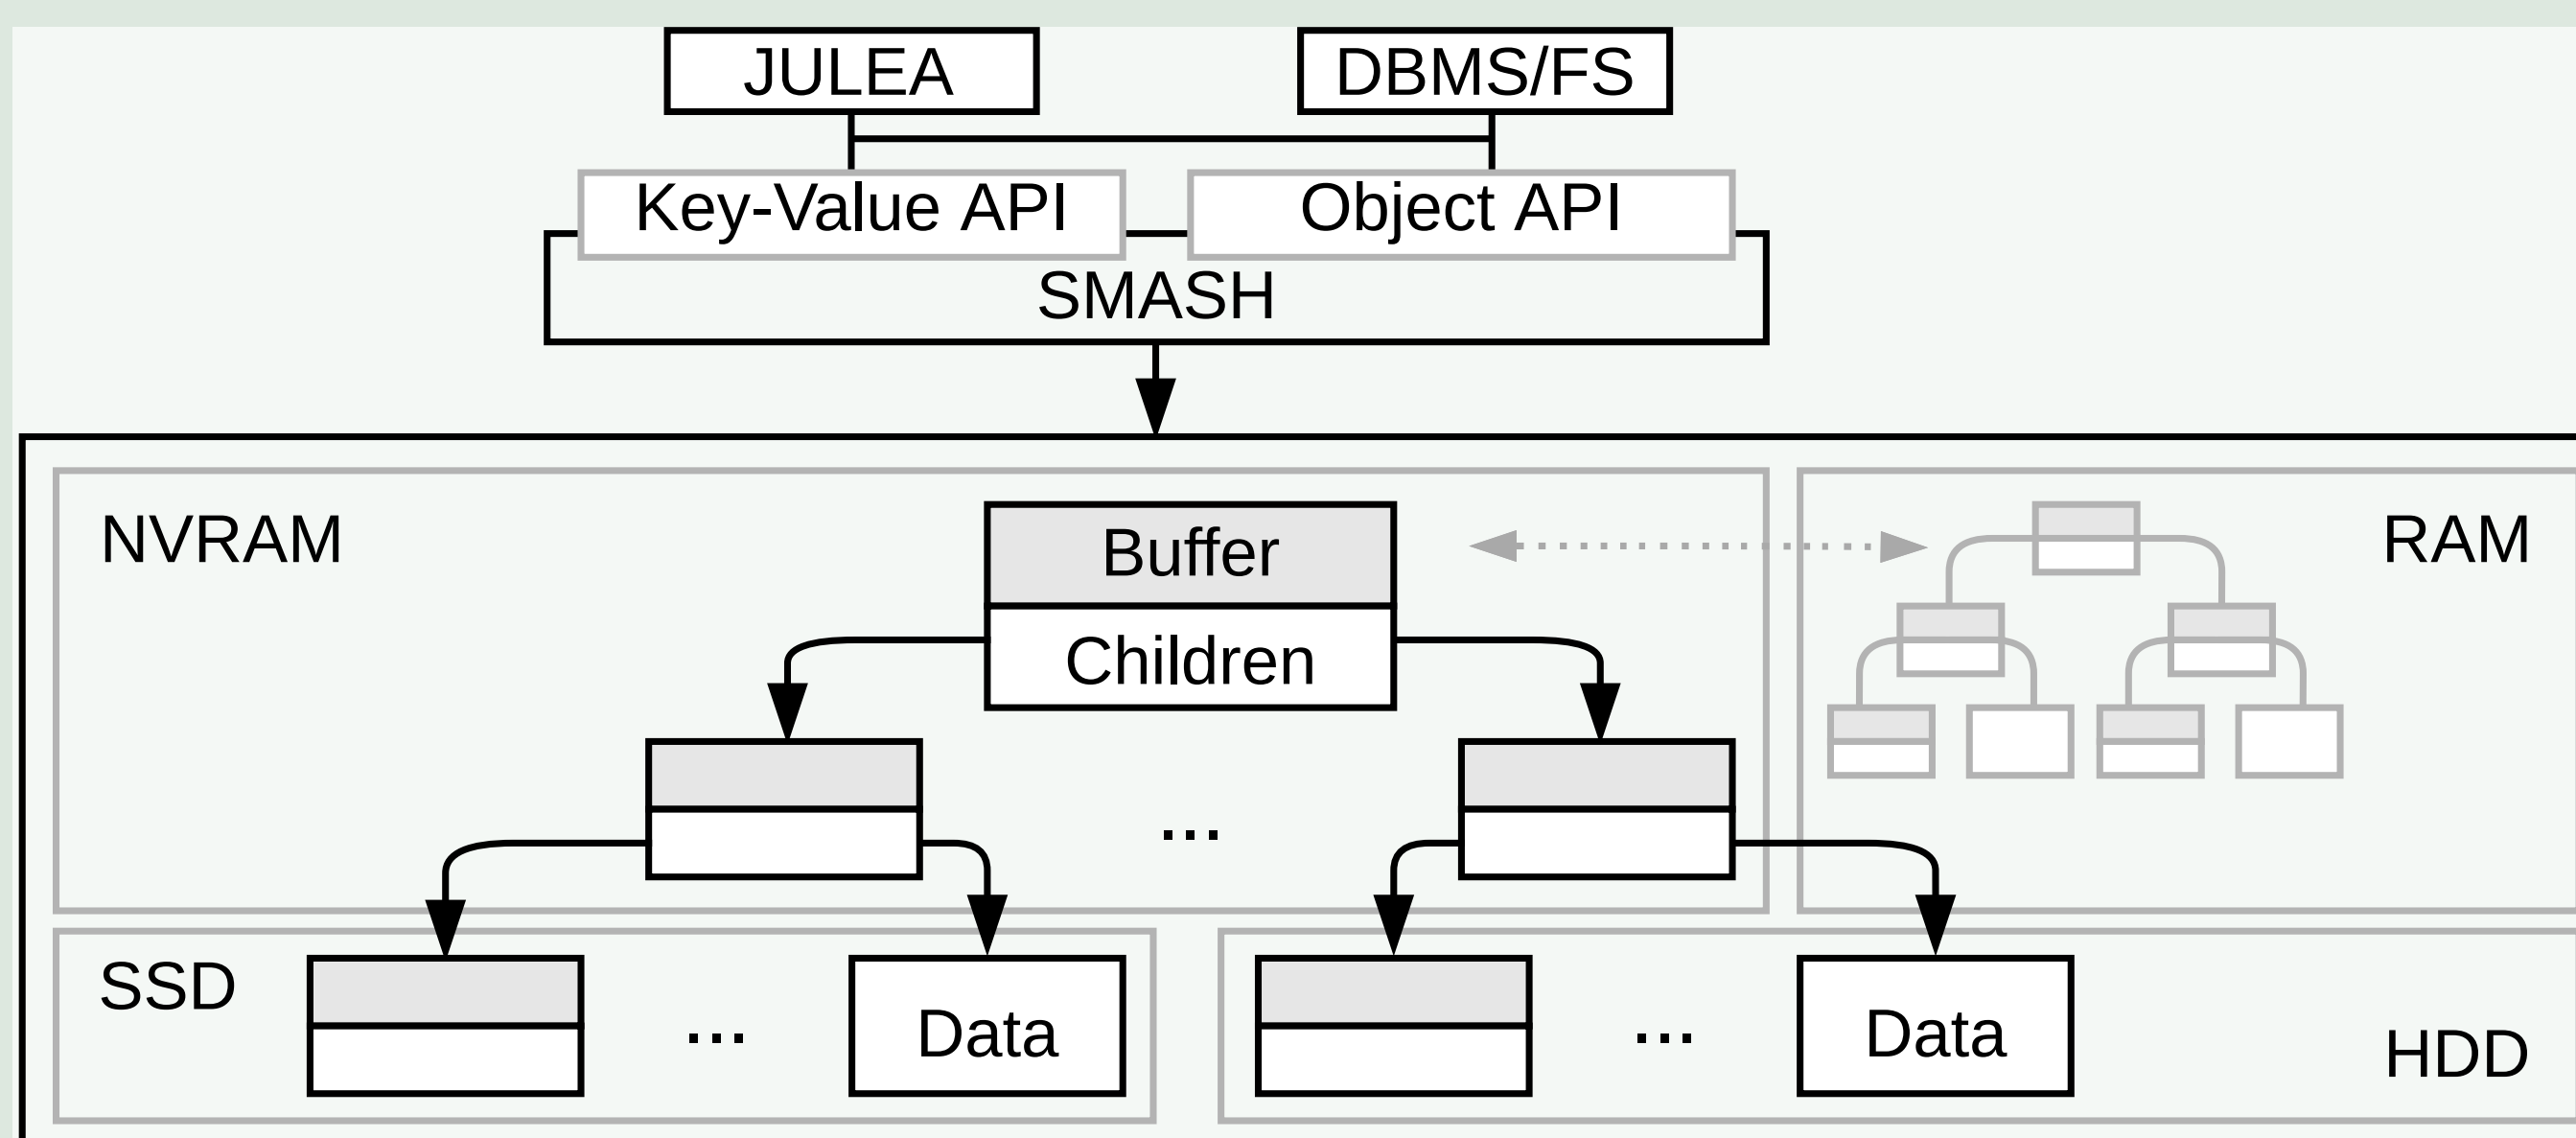 JULEA
DBMS/FS
Key-Value API
Object API
SMASH
NVRAM
Buffer
RAM
Children
...
SSD
...
Data
...
Data
HDD